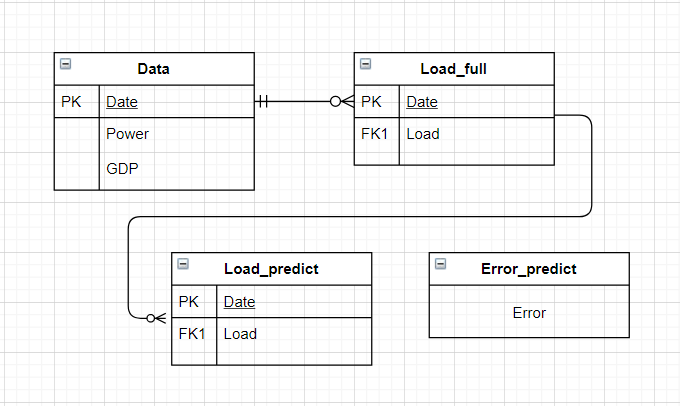 Data
PK Date
Power
GDP
Load_full
PK Date
FK1 Load
Load_predict
PK Date
FK1 Load
Error_predict
Error